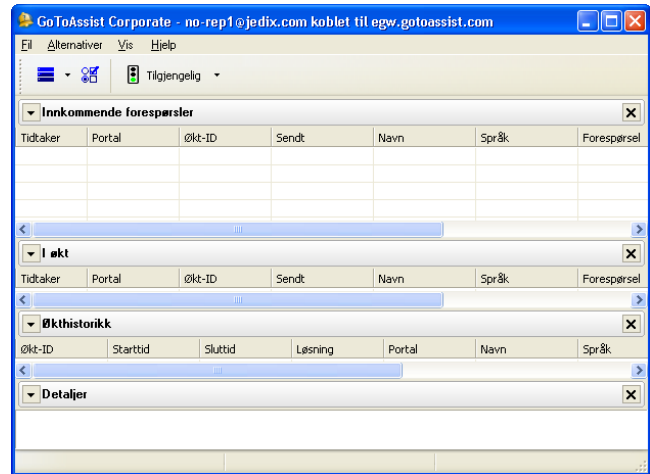 GoToAssist Corporate - no-rep1@jedix.com koblet til egw.gotoassist.com
Fil Alternativer Vis Hjelp
Tilgjengelig
Innkommende forespørsler
Tidtaker Portal Økt-ID Sendt Navn Språk Forespørsel
I økt
Tidtaker Portal Økt-ID Sendt Navn Språk Forespørsel
Økthistorikk
Økt-ID Starttid Sluttid Løsning Portal Navn Språk
Detaljer